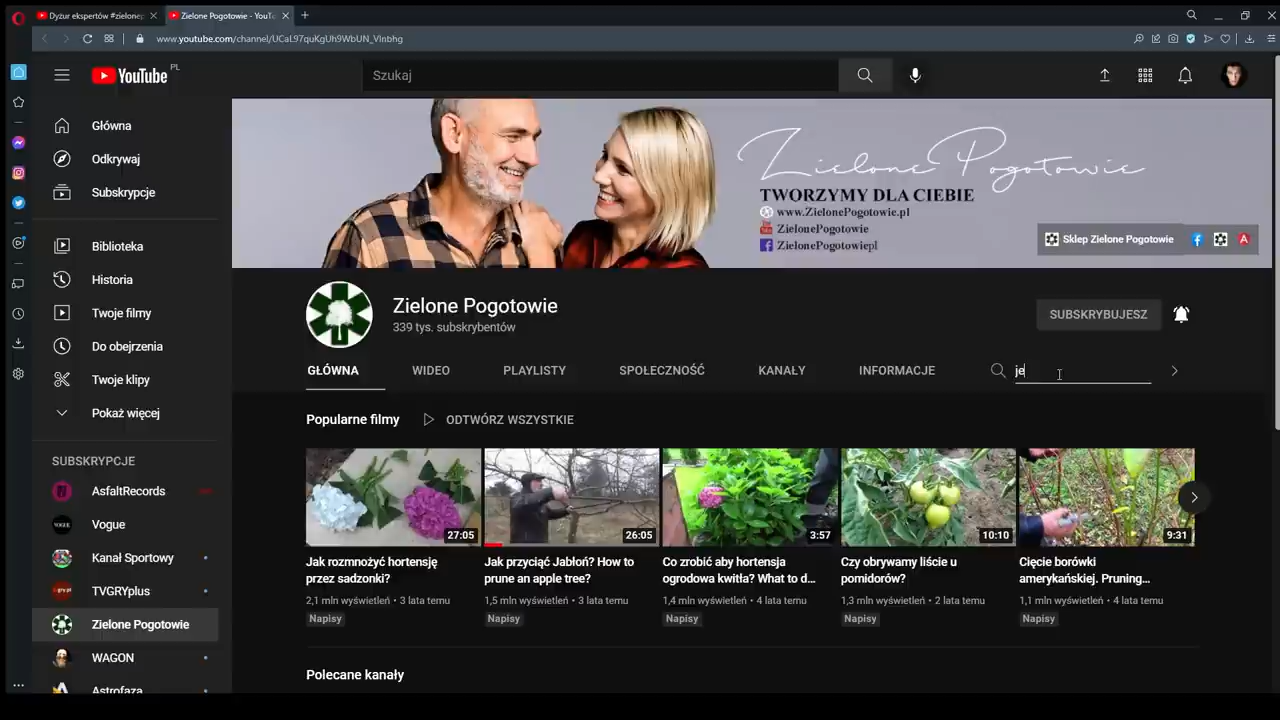 Dyżur ekspertów #zielonep
Zielone Pogotowie - YouTu
www.youtube.com/channel/UCaL97quKgUh9WbUN_VInbhg
YouTube PL
Szukaj
Główna
Odkrywaj
Subskrypcje
Biblioteka
Historia
Twoje filmy
Do obejrzenia
Twoje klipy
Pokaż więcej
SUBSKRYPCJE
AsfaltRecords
VOGUE
Vogue
Kanał Sportowy
TVGRYplus
Zielone Pogotowie
WAGON
Astrofaza
Zielone Pogotowie
TWORZYMY DLA CIEBIE
www.ZielonePogotowie.pl
ZielonePogotowie
ZielonePogotowiepl
Sklep Zielone Pogotowie
Zielone Pogotowie
339 tys. subskrybentów
SUBSKRYBUJESZ
GŁÓWNA
WIDEO
PLAYLISTY
SPOŁECZNOŚĆ
KANAŁY
INFORMACJE
je
Popularne filmy
ODTWÓRZ WSZYSTKIE
27:05
26:05
3:57
10:10
9:31
Jak rozmnożyć hortensję
przez sadzonki?
2,1 mln wyświetleń • 3 lata temu
Napisy
Jak przyciąć Jabłoń? How to
prune an apple tree?
1,5 mln wyświetleń • 3 lata temu
Napisy
Co zrobić aby hortensja
ogrodowa kwitła? What to d...
1,4 mln wyświetleń • 4 lata temu
Napisy
Czy obrywamy liście u
pomidorów?
1,3 mln wyświetleń • 2 lata temu
Napisy
Cięcie borówki
amerykańskiej. Pruning...
1,1 mln wyświetleń • 4 lata temu
Napisy
Polecane kanały